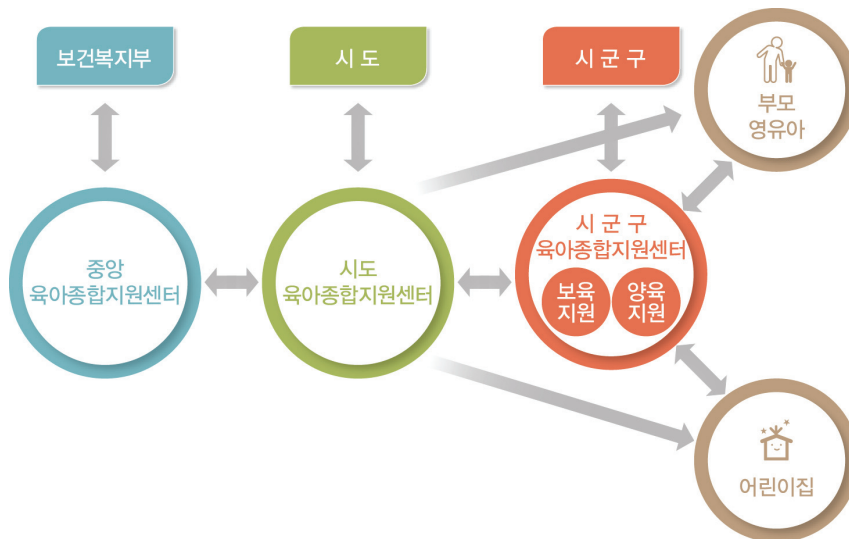 보건복지부
시 도
시 군 구
부모
영유아
중앙
육아종합지원센터
시도
육아종합지원센터
시 군 구
육아종합지원센터
보육
지원
양육
지원
어린이집